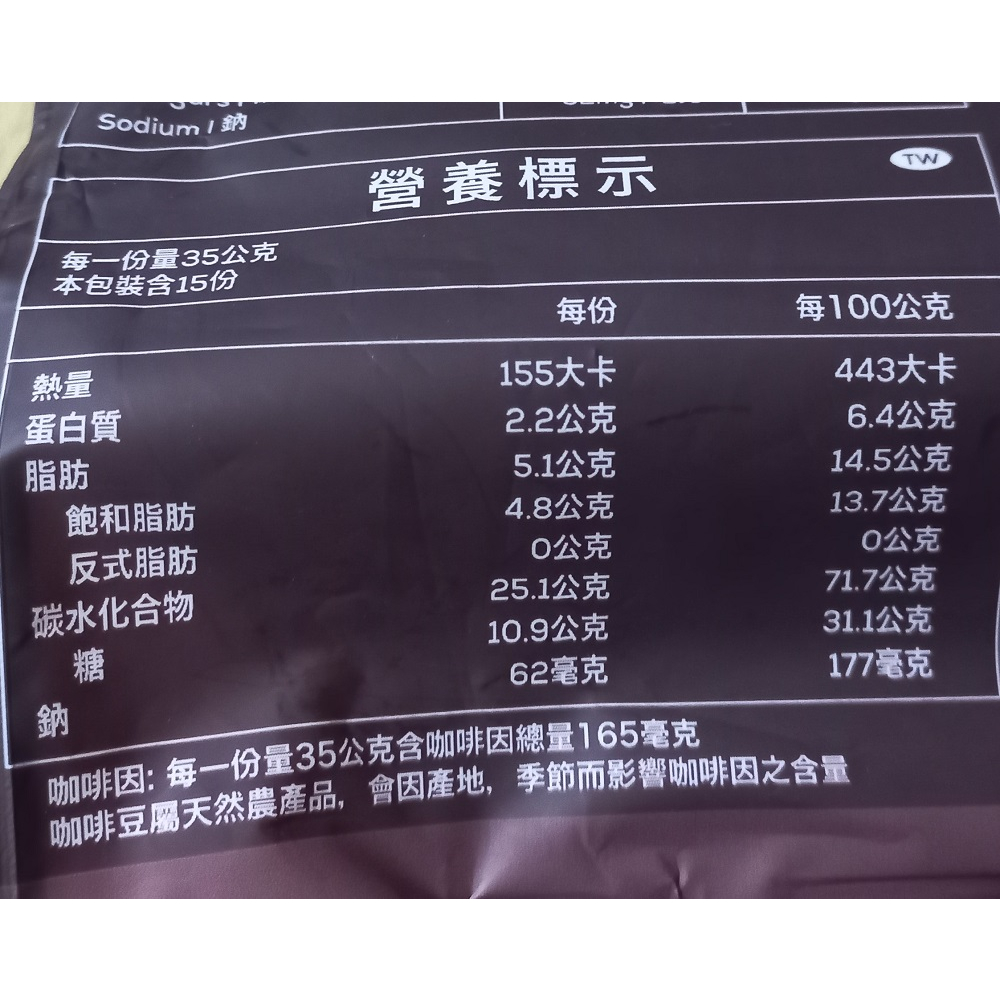 Sodium | 鈉
營養標示
TW
每一份量35公克
本包裝含15份
每份 每100公克
熱量 155大卡 443大卡
蛋白質 2.2公克 6.4公克
脂肪 5.1公克 14.5公克
飽和脂肪 4.8公克 13.7公克
反式脂肪 0公克 0公克
碳水化合物 25.1公克 71.7公克
糖 10.9公克 31.1公克
鈉 62毫克 177毫克
咖啡因: 每一份量35公克含咖啡因總量165毫克
咖啡豆屬天然農產品, 會因產地, 季節而影響咖啡因之含量